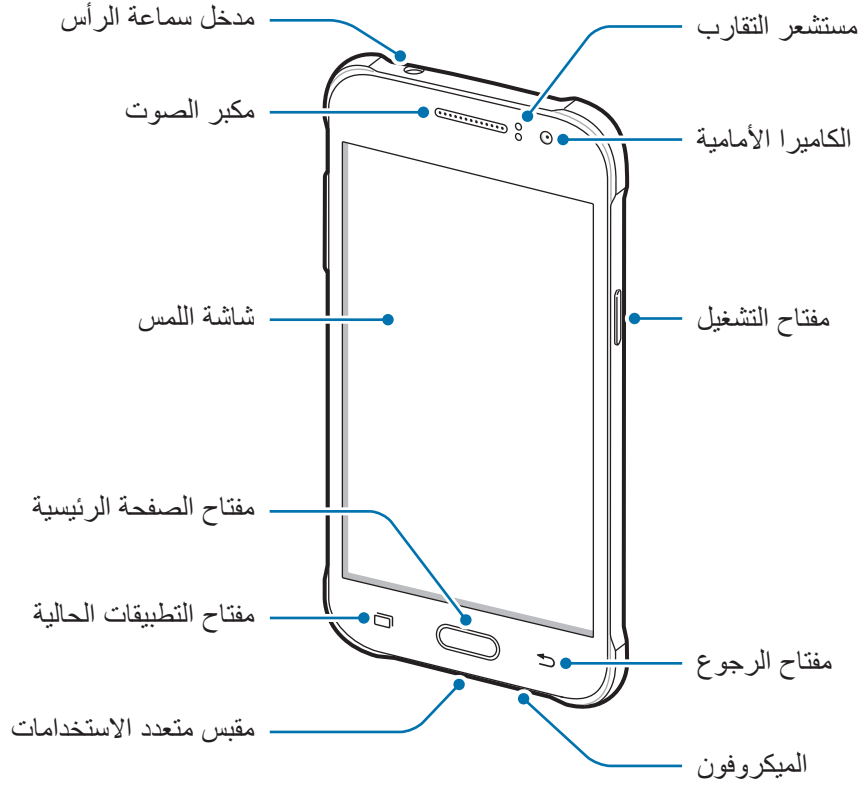 مستشعر التقارب
الكاميرا الأمامية
مفتاح التشغيل
مفتاح الرجوع
الميكروفون
مدخل سماعة الرأس
مكبر الصوت
شاشة اللمس
مفتاح الصفحة الرئيسية
مفتاح التطبيقات الحالية
مقبس متعدد الاستخدامات